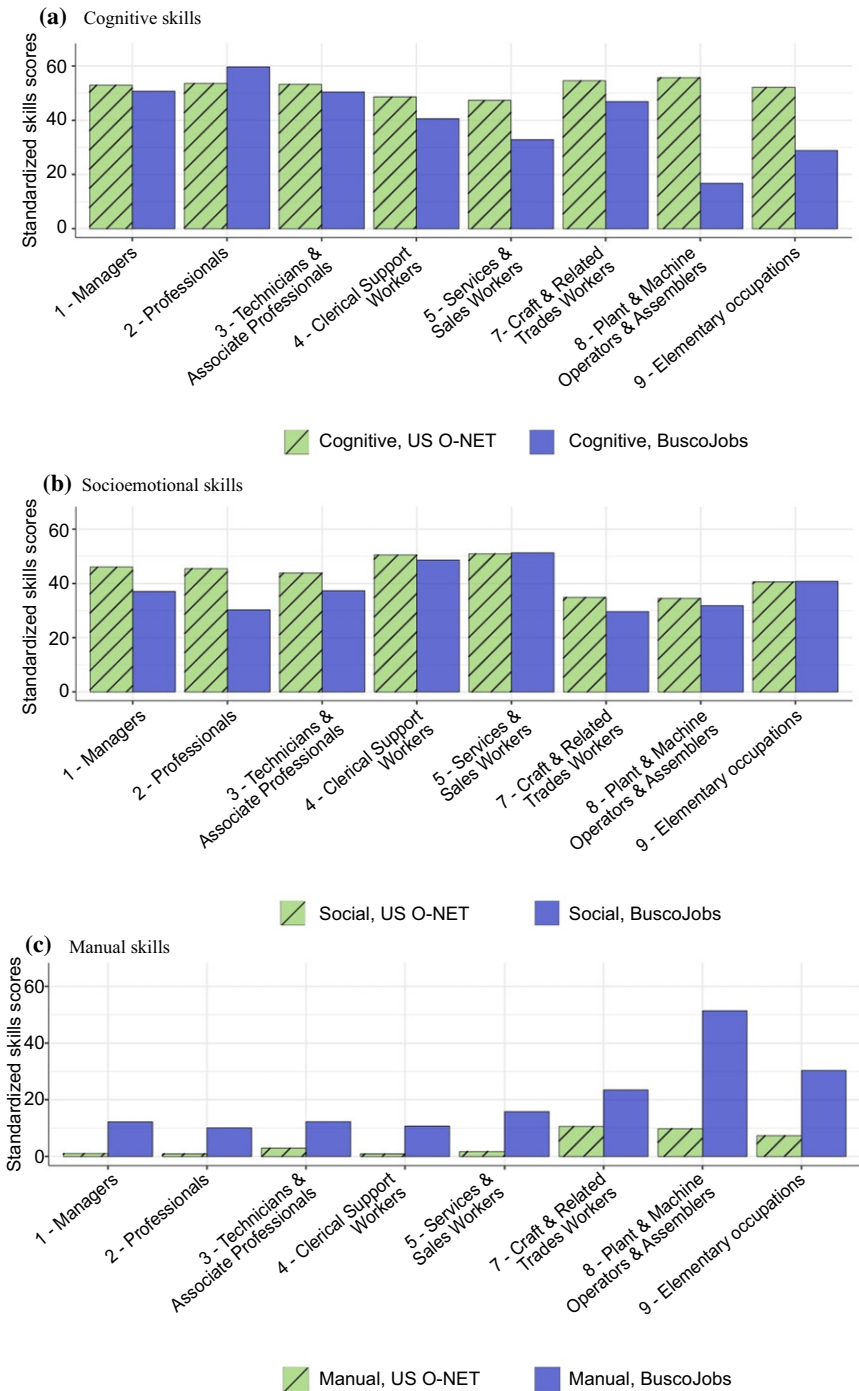 (a) Cognitive skills
Standardized skills scores
60
40
20
0
1 - Managers
2 - Professionals
3 - Technicians &
Associate Professionals
4 - Clerical Support
Workers
5 - Services &
Sales Workers
7- Craft & Related
Trades Workers
8 - Plant & Machine
Operators & Assemblers
9 - Elementary occupations
Cognitive, US O-NET
Cognitive, BuscoJobs
(b) Socioemotional skills
Standardized skills scores
60
40
20
0
1 - Managers
2 - Professionals
3 - Technicians &
Associate Professionals
4 - Clerical Support
Workers
5 - Services &
Sales Workers
7 - Craft & Related
Trades Workers
8 - Plant & Machine
Operators & Assemblers
9 - Elementary occupations
Social, US O-NET
Social, BuscoJobs
(c) Manual skills
Standardized skills scores
60
40
20
0
1 - Managers
2 - Professionals
3 - Technicians &
Associate Professionals
4 - Clerical Support
Workers
5 - Services &
Sales Workers
7 - Craft & Related
Trades Workers
8 - Plant & Machine
Operators & Assemblers
9 - Elementary occupations
Manual, US O-NET
Manual, BuscoJobs